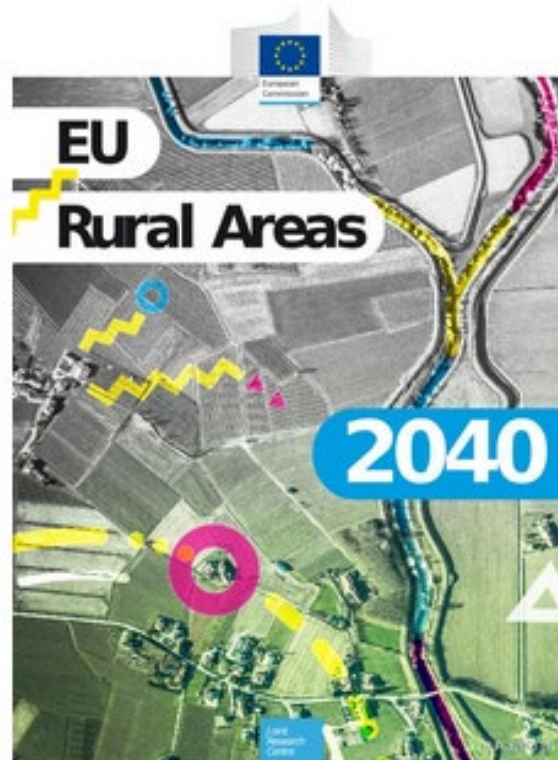 European
Commission
EU
Rural Areas
2040
Joint
Research
Centre